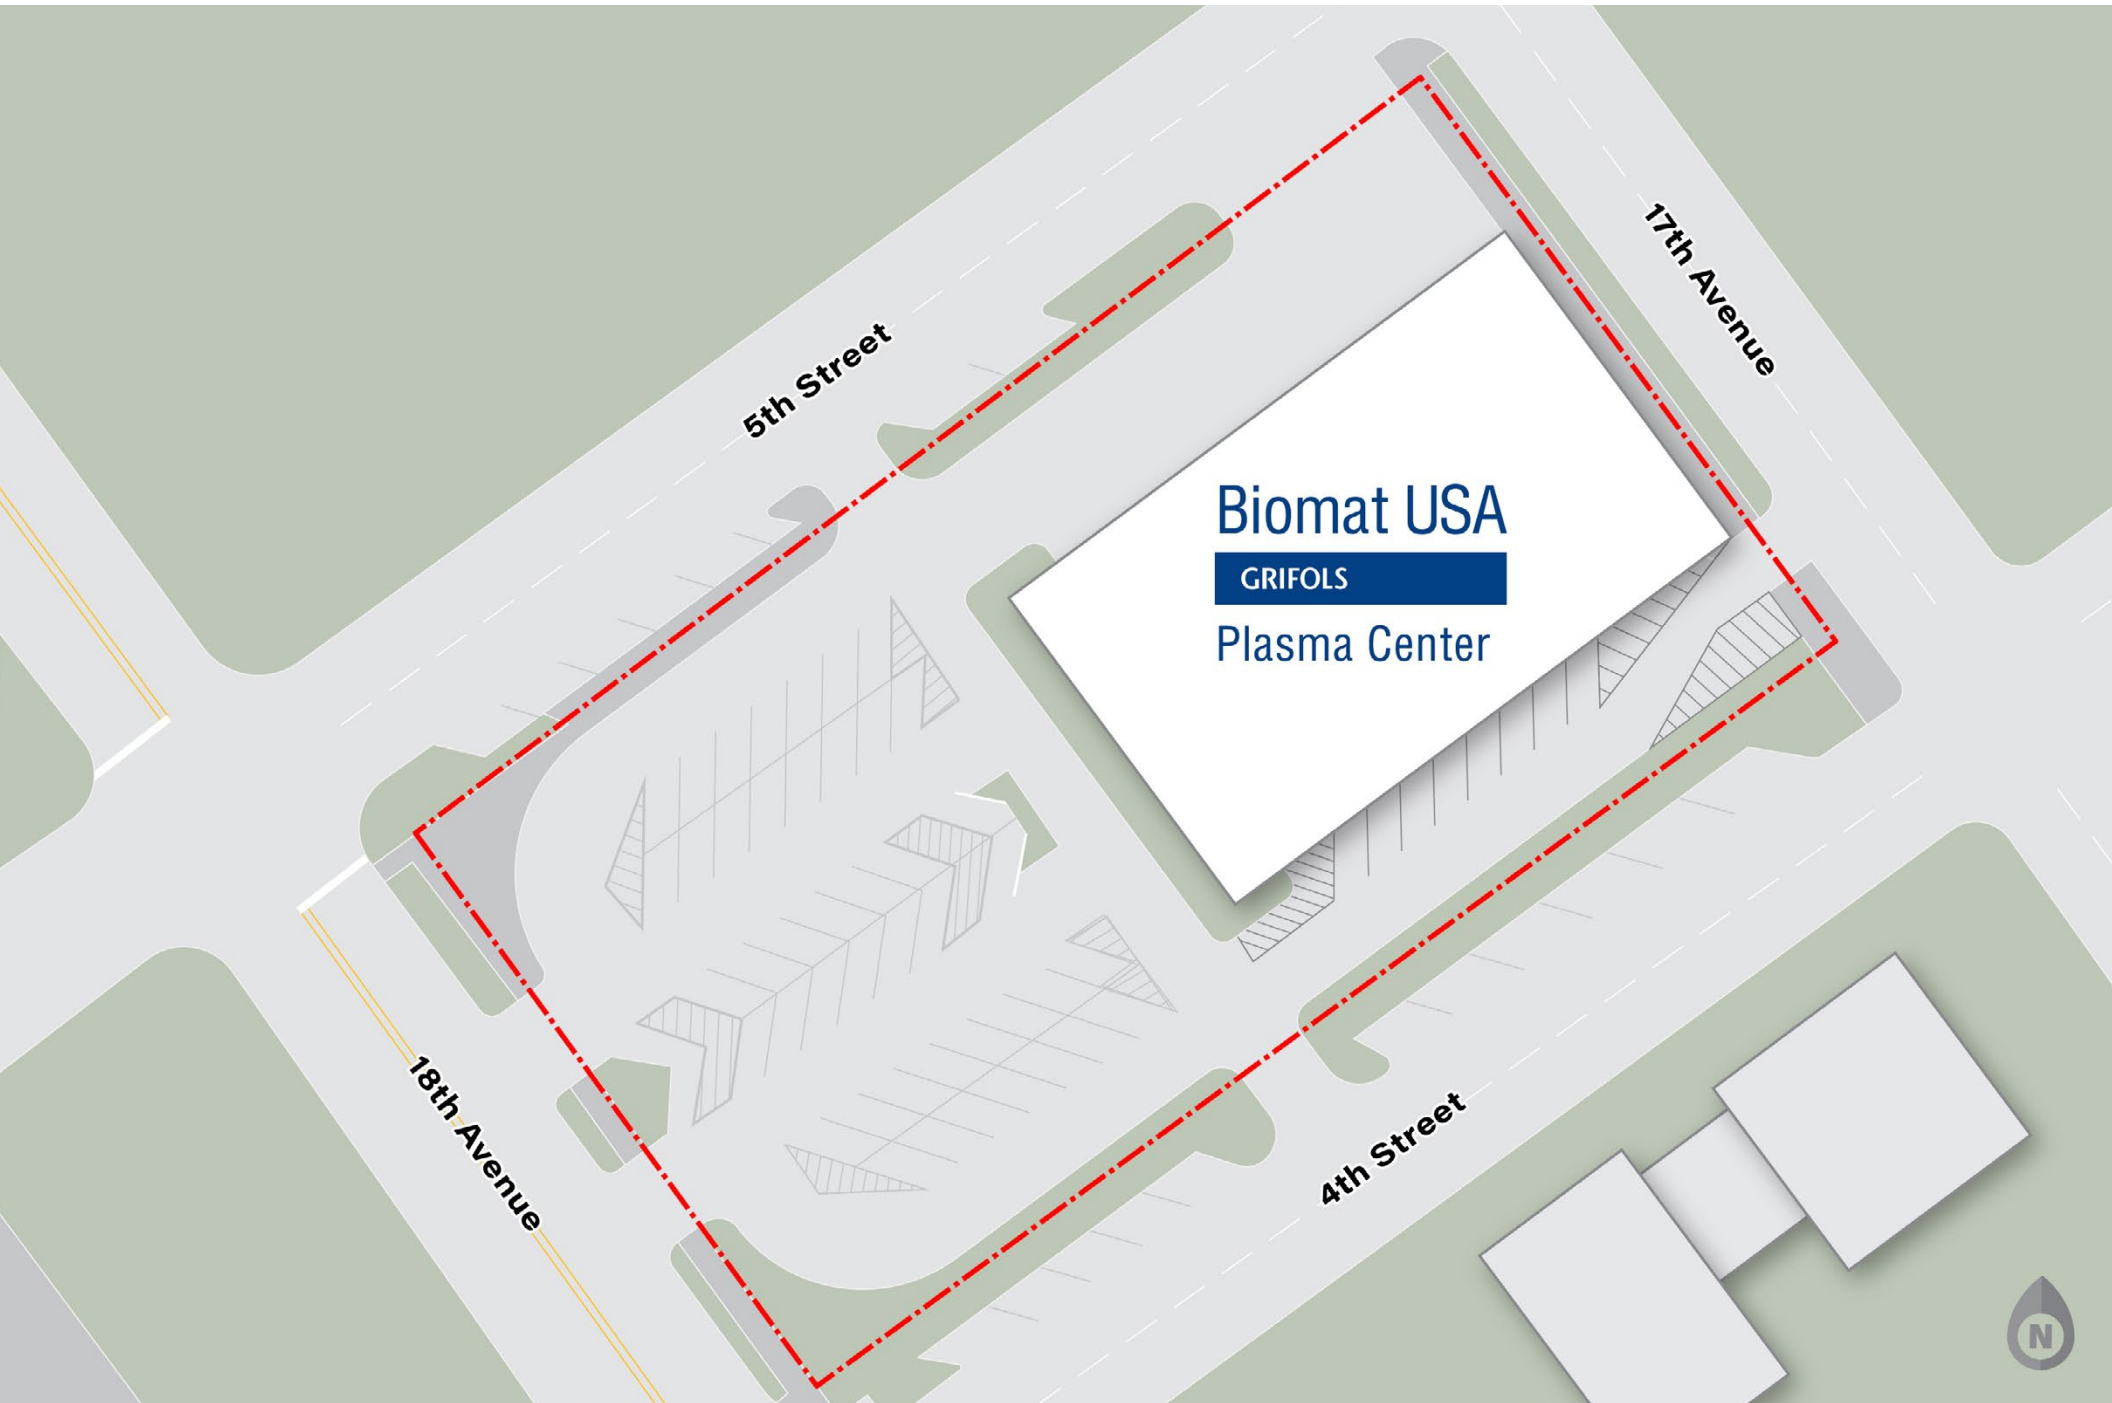 17th Avenue
5th Street
Biomat USA
GRIFOLS
Plasma Center
18th Avenue
4th Street
N